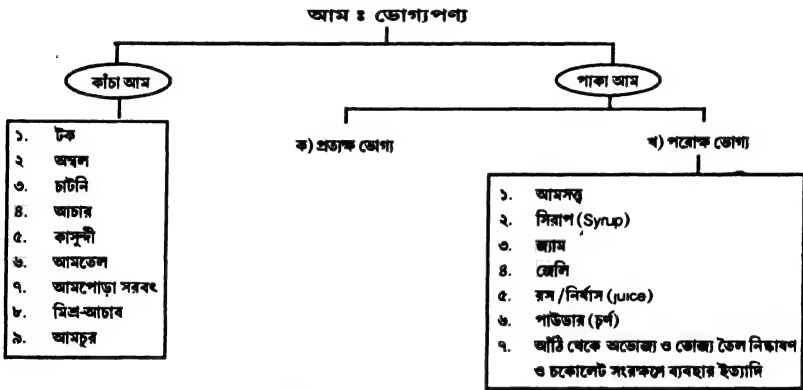 আম ঃ ভোগ্যপণ্য
কাঁচা আম
পাকা আম
১. টক
২ অম্বল
৩. চাটনি
৪. আচার
৫. কাসুন্দী
৬. আমতেল
৭. আমপোড়া সরবৎ
৮. মিশ্র-আচাব
৯. আমচুর
ক) প্রত্যক্ষ ভোগ্য
খ) পরোক্ষ ভোগ্য
১. আমসত্ত্ব
২. সিরাপ (Syrup)
৩. জ্যাম
৪. জেলি
৫. রস/নির্যাস (juice)
৬. পাউডার (চূর্ণ)
৭. আঁঠি থেকে অভোজ্য ও ভোজ্য তৈল নিষ্কাষণ
ও চকোলেট সংরক্ষণে ব্যবহার ইত্যাদি